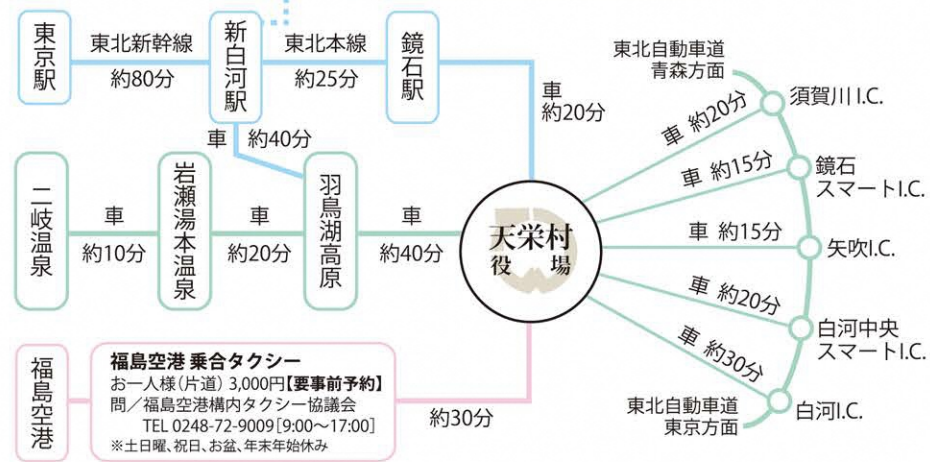 東京駅
東北新幹線
約80分
新白河駅
東北本線
約25分
鏡石駅
車
約20分
車 約40分
二岐温泉
車
約10分
岩瀬湯本温泉
車
約20分
羽鳥湖高原
車
約40分
天栄村
役場
福島空港
福島空港 乗合タクシー
お一人様(片道) 3,000円【要事前予約】
問/福島空港構内タクシー協議会
TEL 0248-72-9009[9:00〜17:00]
※土日曜、祝日、お盆、年末年始休み
約30分
東北自動車道
青森方面
車 約20分
須賀川I.C.
車 約15分
鏡石
スマートI.C.
車 約15分
矢吹I.C.
車 約20分
白河中央
スマートI.C.
車 約30分
白河I.C.
東北自動車道
東京方面